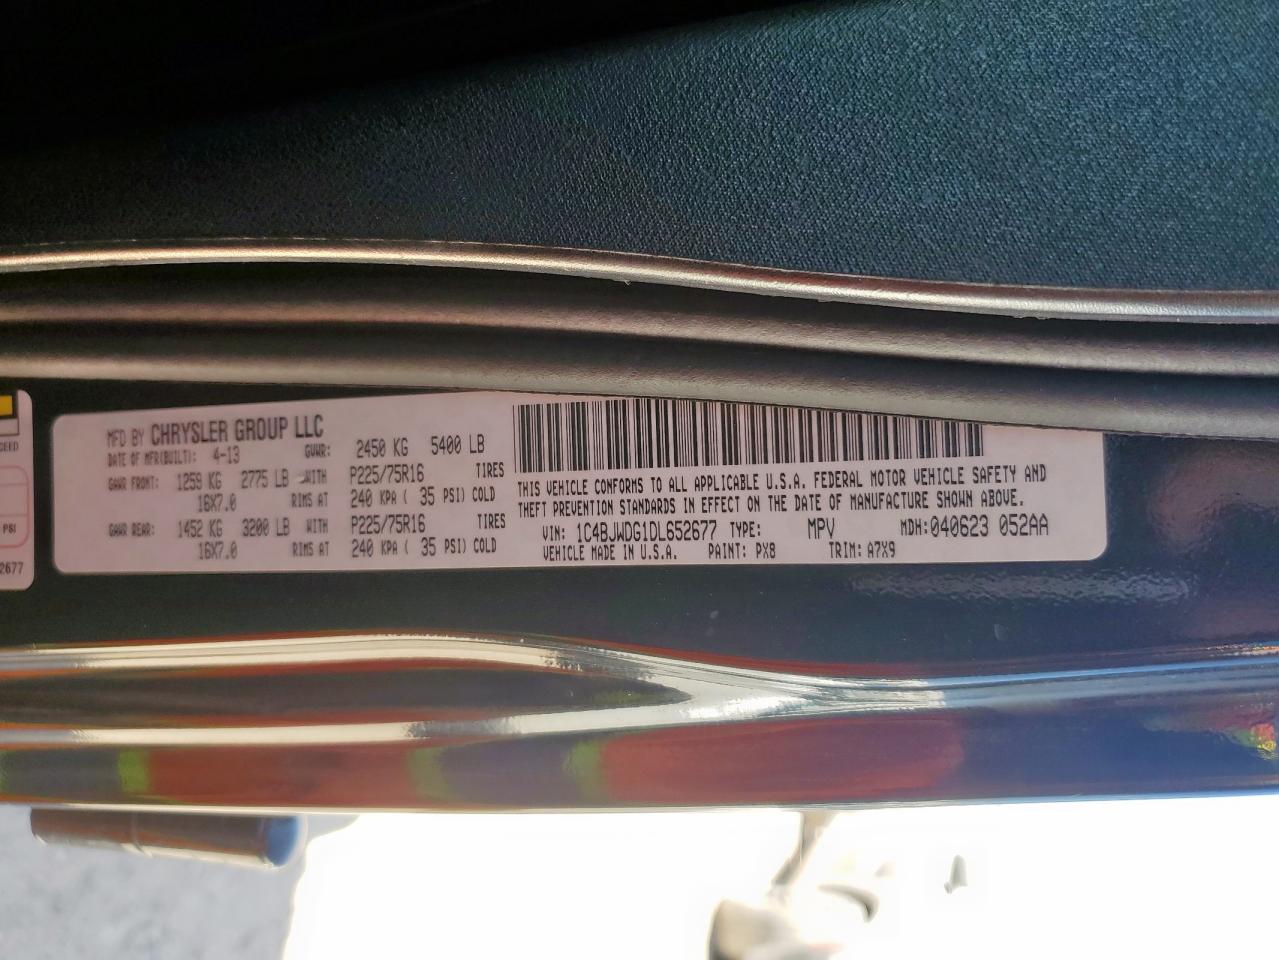 MFD BY CHRYSLER GROUP LLC
DATE OF MFR(BUILT): 4-13 GVWR: 2450 KG 5400 LB
GAWR FRONT: 1259 KG 2775 LB WITH P225/75R16 TIRES
16X7.0 RIMS AT 240 KPA ( 35 PSI) COLD
GAWR REAR: 1452 KG 3200 LB WITH P225/75R16 TIRES
16X7.0 RIMS AT 240 KPA ( 35 PSI) COLD
THIS VEHICLE CONFORMS TO ALL APPLICABLE U.S.A. FEDERAL MOTOR VEHICLE SAFETY AND
THEFT PREVENTION STANDARDS IN EFFECT ON THE DATE OF MANUFACTURE SHOWN ABOVE.
VIN: 1C4BJWDG1DL652677 TYPE: MPV MDH:040623 052AA
VEHICLE MADE IN U.S.A. PAINT: PX8 TRIM: A7X9
PSI
2677